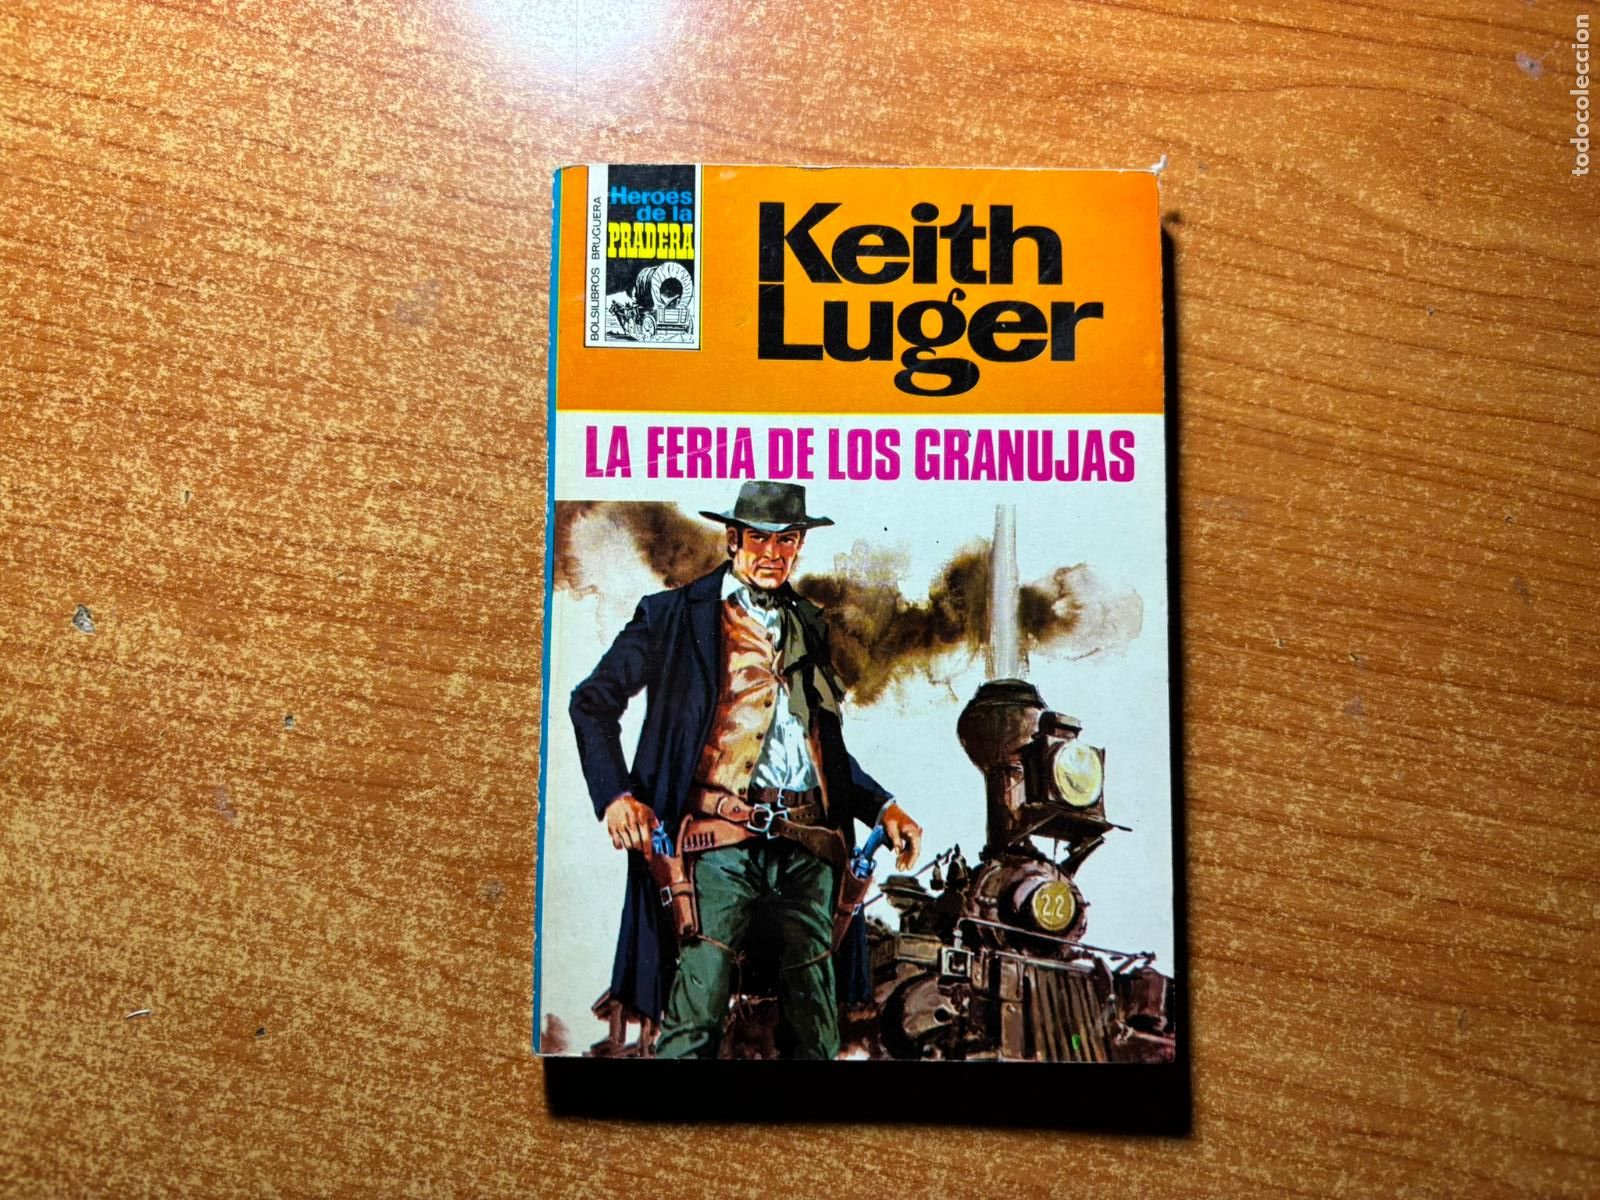 Heroes
de la
PRADERA
BOLSILIBROS BRUGUERA
Keith
Luger
LA FERIA DE LOS GRANUJAS
22
todocoleccion